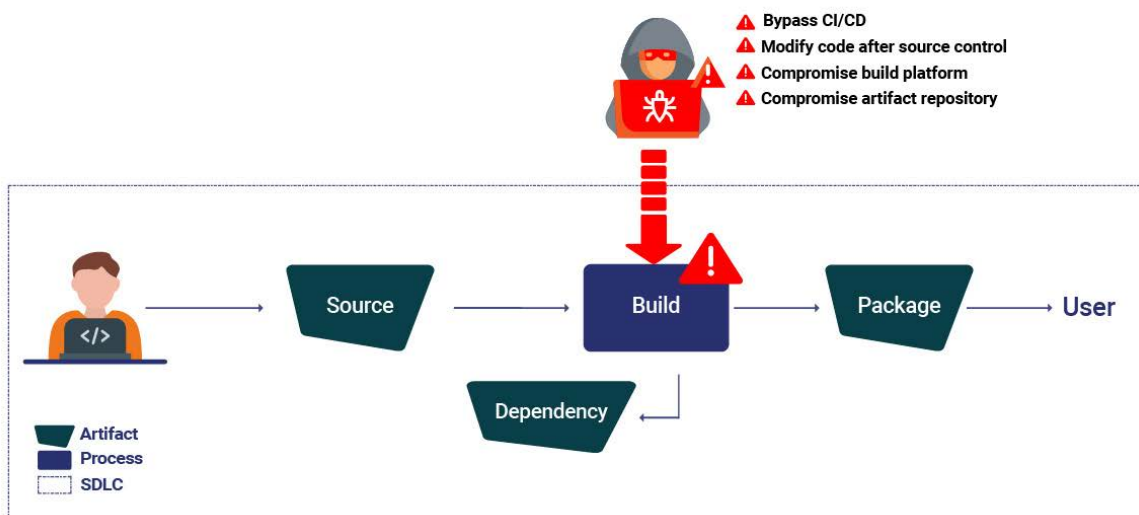 Bypass CI/CD
Modify code after source control
Compromise build platform
Compromise artifact repository
</>
Source
Build
Package
User
Dependency
Artifact
Process
SDLC